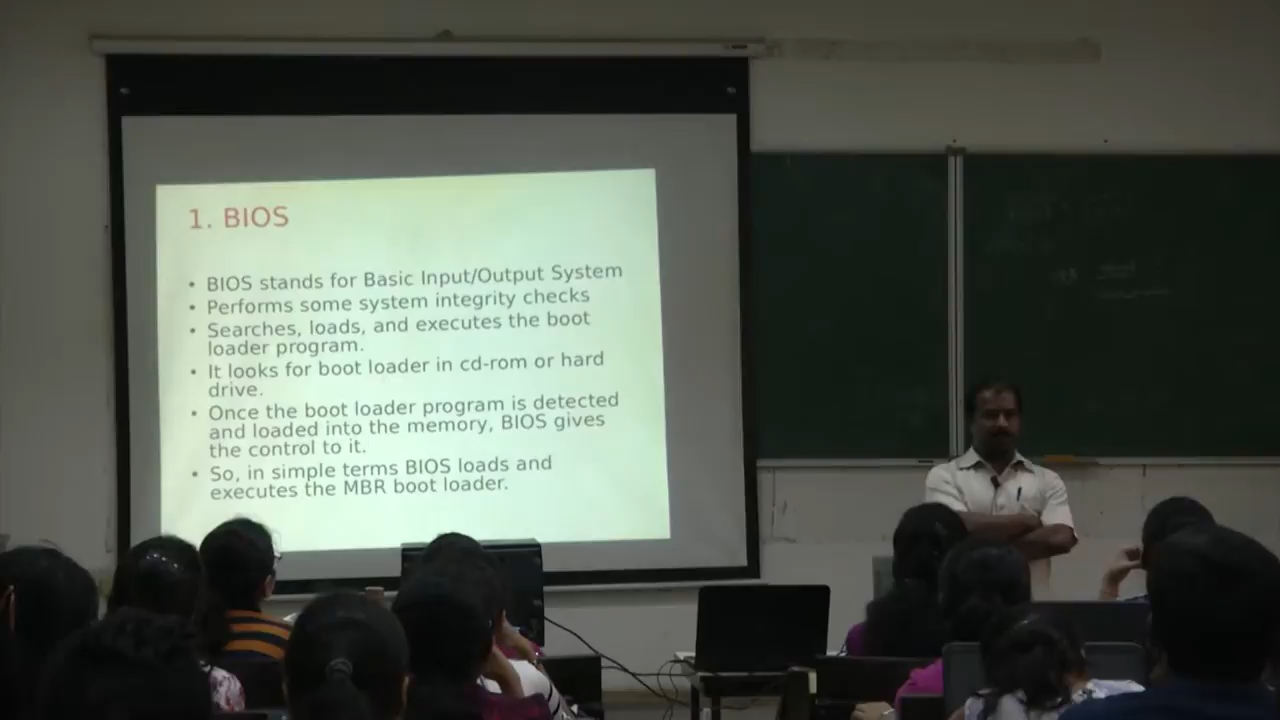 1. BIOS
• BIOS stands for Basic Input/Output System
• Performs some system integrity checks
• Searches, loads, and executes the boot
loader program.
• It looks for boot loader in cd-rom or hard
drive.
• Once the boot loader program is detected
and loaded into the memory, BIOS gives
the control to it.
• So, in simple terms BIOS loads and
executes the MBR boot loader.